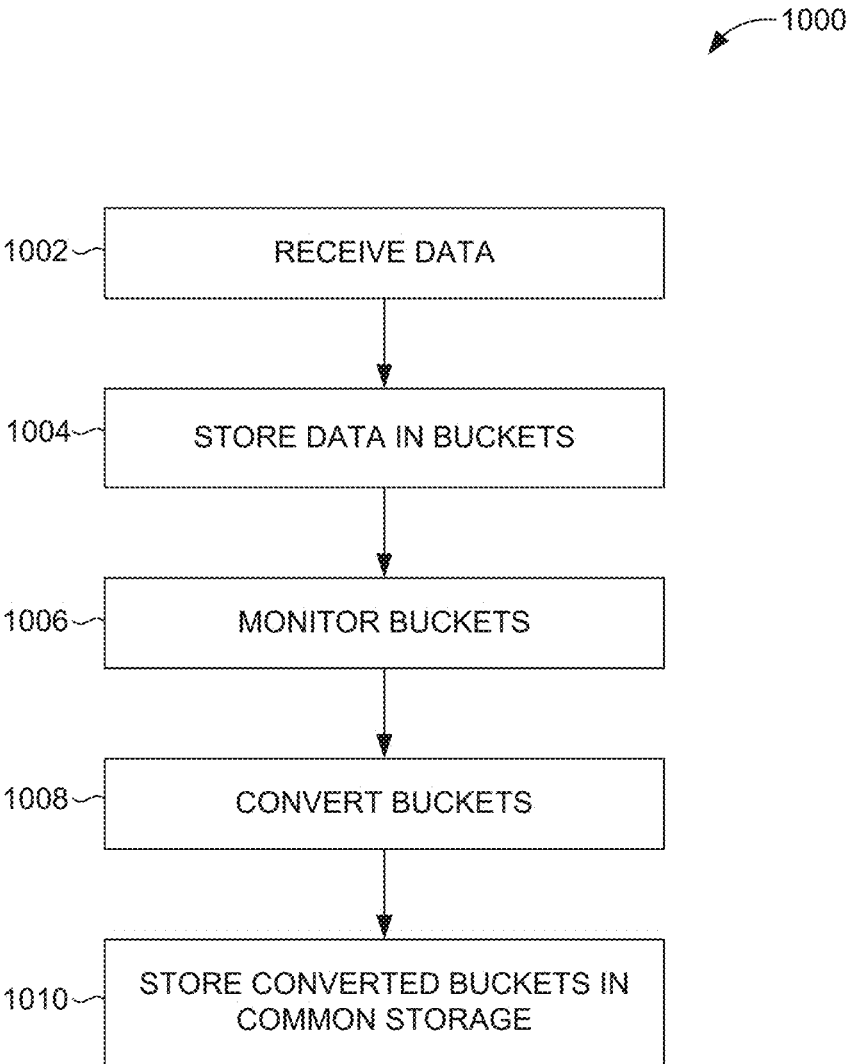 1000
1002
RECEIVE DATA
1004
STORE DATA IN BUCKETS
1006
MONITOR BUCKETS
1008
CONVERT BUCKETS
1010
STORE CONVERTED BUCKETS IN
COMMON STORAGE